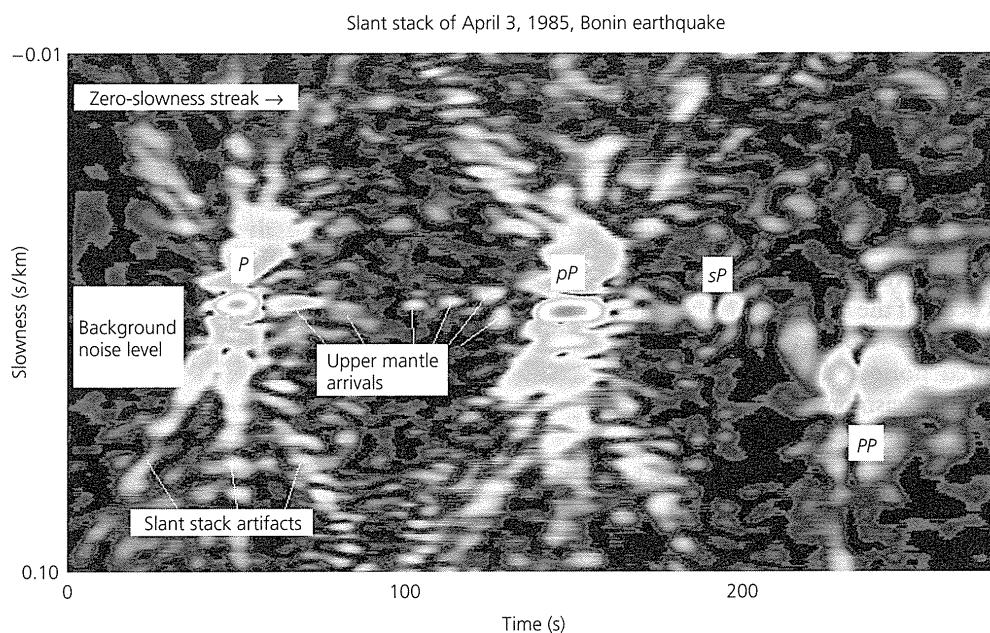 Slant stack of April 3, 1985, Bonin earthquake
−0.01
Zero-slowness streak →
P
pP
sP
Slowness (s/km)
Background
noise level
Upper mantle
arrivals
PP
Slant stack artifacts
0.10
0
100
200
Time (s)